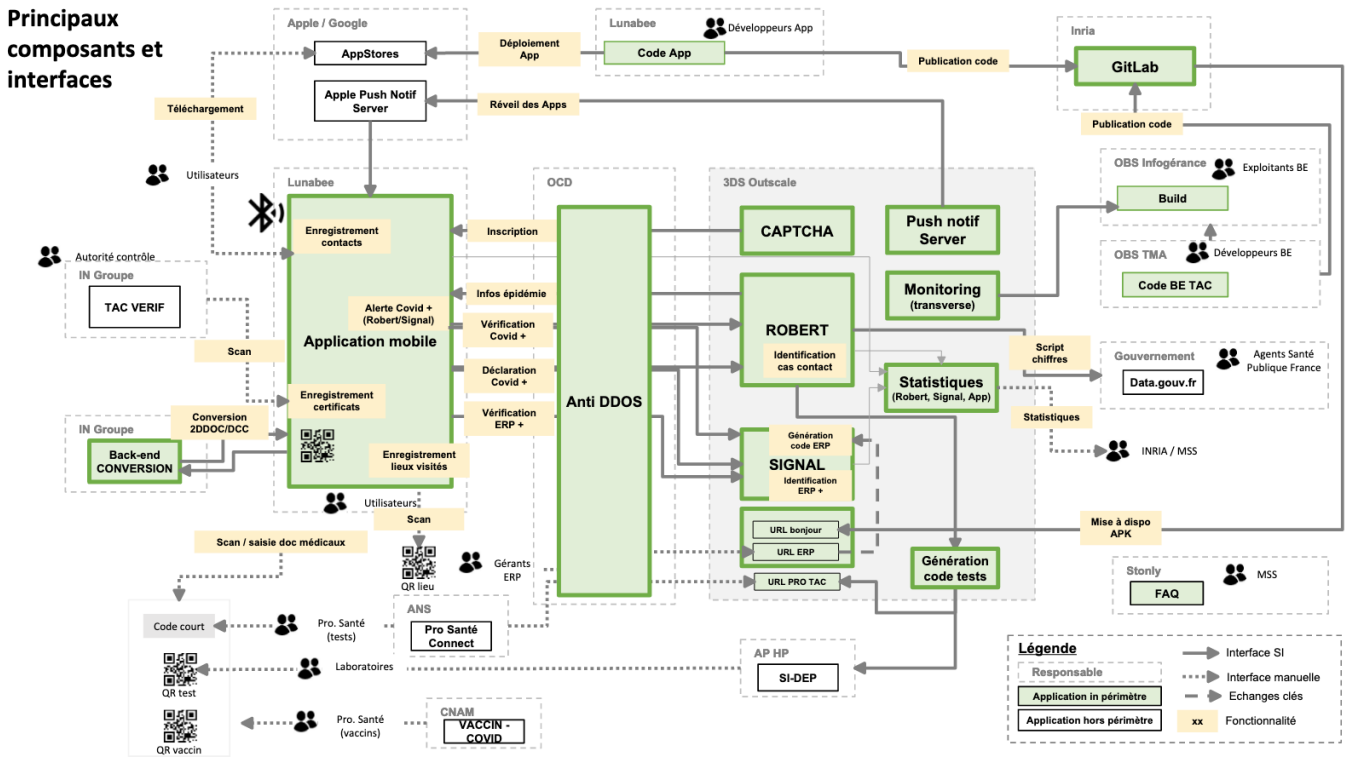 Principaux
composants et
interfaces
Apple / Google
AppStores
Apple Push Notif
Server
Déploiement
App
Lunabee
Développeurs App
Code App
Publication code
Inria
GitLab
Réveil des Apps
Publication code
Téléchargement
Utilisateurs
Lunabee
OCD
3DS Outscale
OBS Infogérance
Exploitants BE
Build
OBS TMA
Développeurs BE
Code BE TAC
Enregistrement
contacts
Inscription
CAPTCHA
Push notif
Server
Autorité contrôle
IN Groupe
TAC VERIF
Infos épidémie
Monitoring
(transverse)
Alerte Covid +
(Robert/Signal)
Application mobile
Vérification
Covid +
ROBERT
Identification
cas contact
Script
chiffres
Gouvernement
Agents Santé
Publique France
Data.gouv.fr
Scan
Déclaration
Covid +
Enregistrement
certificats
Anti DDOS
Statistiques
(Robert, Signal, App)
Statistiques
IN Groupe
Conversion
2DDOC/DCC
Back-end
CONVERSION
Vérification
ERP +
Enregistrement
lieux visités
Génération
code ERP
SIGNAL
Identification
ERP +
INRIA / MSS
Utilisateurs
Scan
QR lieu
Gérants
ERP
URL bonjour
URL ERP
URL PRO TAC
Génération
code tests
Mise à dispo
APK
Scan / saisie doc médicaux
Stonly
MSS
FAQ
Code court
Pro. Santé
(tests)
ANS
Pro Santé
Connect
QR test
Laboratoires
AP HP
SI-DEP
QR vaccin
Pro. Santé
(vaccins)
CNAM
VACCIN -
COVID
Légende
Responsable
Application in périmètre
Application hors périmètre
Interface SI
Interface manuelle
Echanges clés
xx
Fonctionnalité